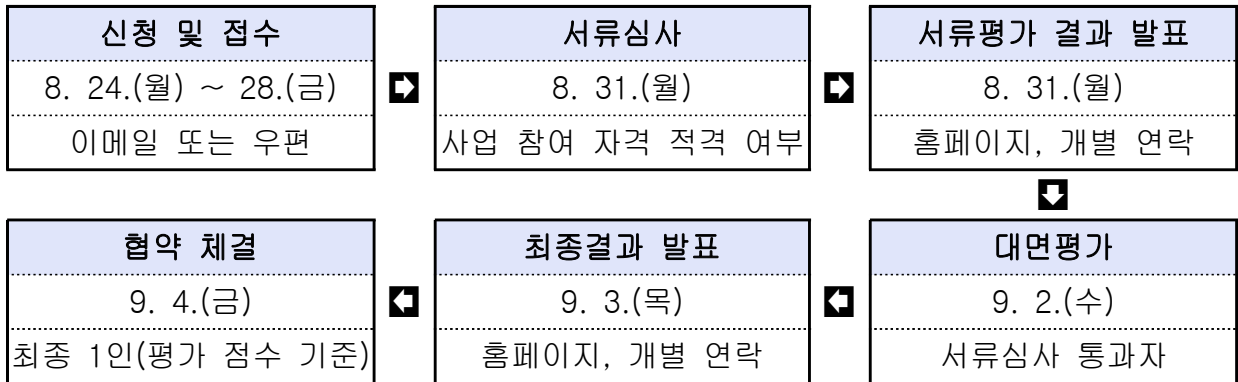 신청 및 접수
8. 24.(월) ~ 28.(금)
이메일 또는 우편
서류심사
8. 31.(월)
사업 참여 자격 적격 여부
서류평가 결과 발표
8. 31.(월)
홈페이지, 개별 연락
대면평가
9. 2.(수)
서류심사 통과자
최종결과 발표
9. 3.(목)
홈페이지, 개별 연락
협약 체결
9. 4.(금)
최종 1인(평가 점수 기준)